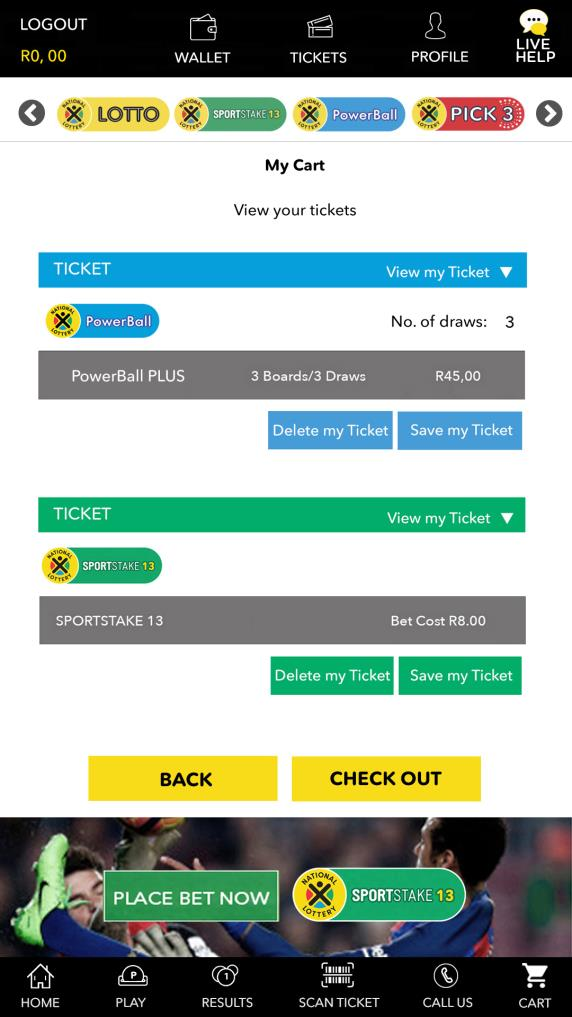 LOGOUT
R0, 00
WALLET
TICKETS
PROFILE
LIVE
HELP
NATIONAL LOTTERY LOTTO
NATIONAL LOTTERY SPORTSTAKE 13
NATIONAL LOTTERY PowerBall
NATIONAL LOTTERY PICK 3
My Cart
View your tickets
TICKET View my Ticket ▼
NATIONAL LOTTERY PowerBall No. of draws: 3
PowerBall PLUS 3 Boards/3 Draws R45,00
Delete my Ticket Save my Ticket
TICKET View my Ticket ▼
NATIONAL LOTTERY SPORTSTAKE 13
SPORTSTAKE 13 Bet Cost R8.00
Delete my Ticket Save my Ticket
BACK CHECK OUT
PLACE BET NOW NATIONAL LOTTERY SPORTSTAKE 13
P 1
HOME PLAY RESULTS SCAN TICKET CALL US CART